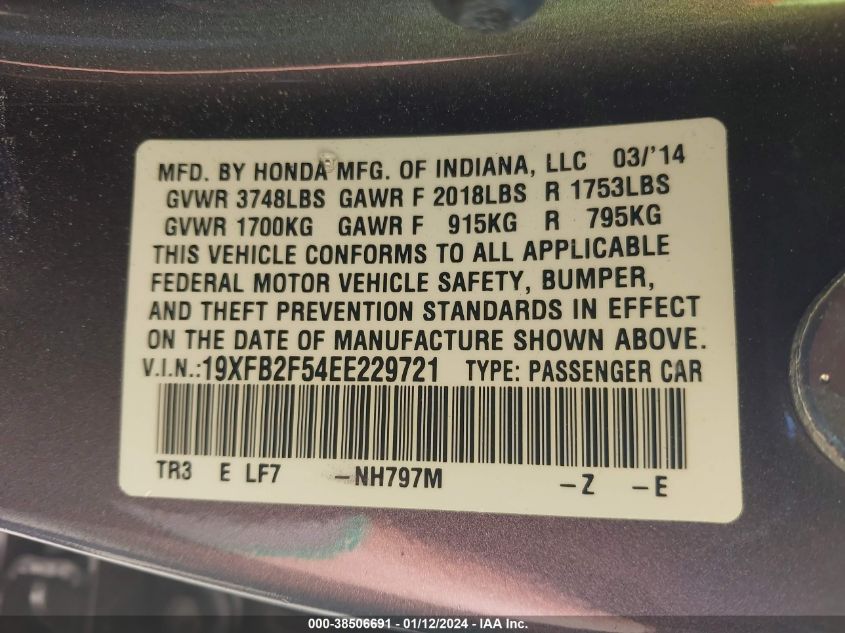 MFD. BY HONDA MFG. OF INDIANA, LLC 03/'14
GVWR 3748LBS GAWR F 2018LBS R 1753LBS
GVWR 1700KG GAWR F 915KG R 795KG
THIS VEHICLE CONFORMS TO ALL APPLICABLE
FEDERAL MOTOR VEHICLE SAFETY, BUMPER,
AND THEFT PREVENTION STANDARDS IN EFFECT
ON THE DATE OF MANUFACTURE SHOWN ABOVE.
V.I.N.:19XFB2F54EE229721 TYPE: PASSENGER CAR
TR3 E LF7 –NH797M –Z –E
000-38506691 - 01/12/2024 - IAA Inc.